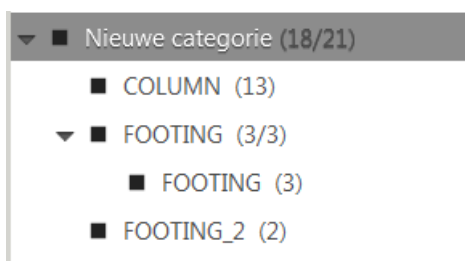 Nieuwe categorie (18/21)
COLUMN (13)
FOOTING (3/3)
FOOTING (3)
FOOTING_2 (2)